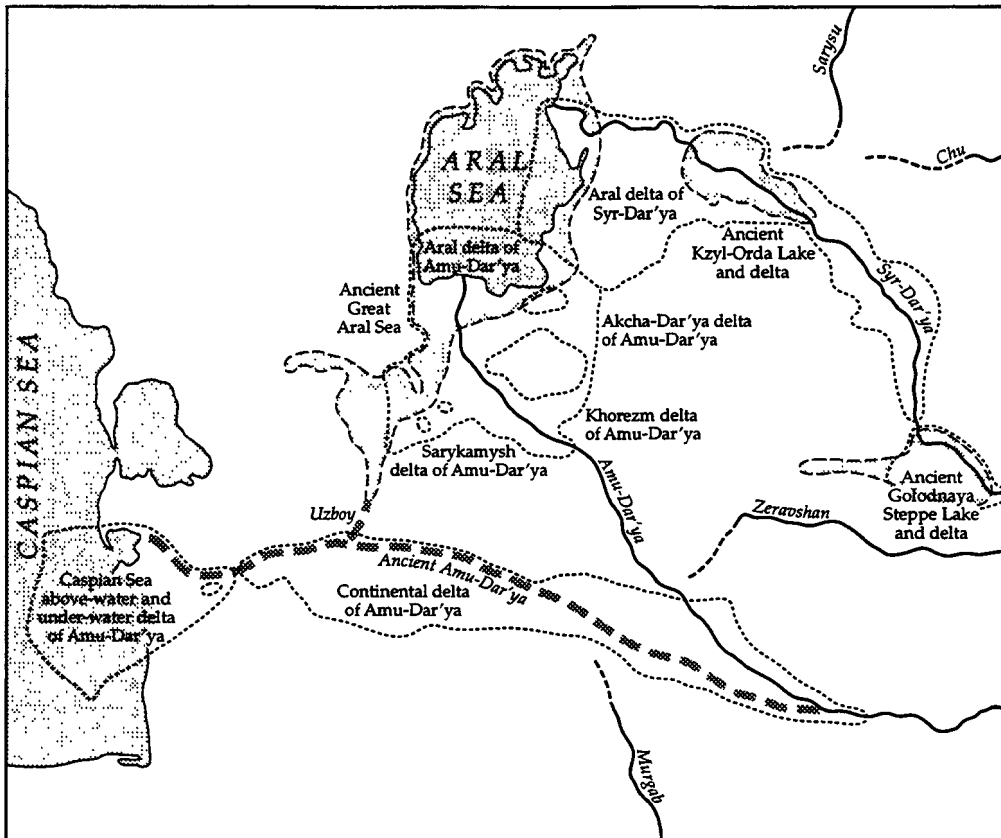 Sarysu
Chu
ARAL
SEA
Aral delta of
Syr-Dar'ya
Aral delta of
Amu-Dar'ya
Ancient
Kzyl-Orda Lake
and delta
Syr-Dar'ya
Ancient
Great
Aral Sea
Akcha-Dar'ya delta
of Amu-Dar'ya
CASPIAN SEA
Khorezm delta
of Amu-Dar'ya
Sarykamysh
delta of Amu-Dar'ya
Amu-Dar'ya
Ancient
Golodnaya
Steppe Lake
and delta
Zeravshan
Uzboy
Ancient Amu-Dar'ya
Caspian Sea
above-water and
under-water delta
of Amu-Dar'ya
Continental delta
of Amu-Dar'ya
Murgab